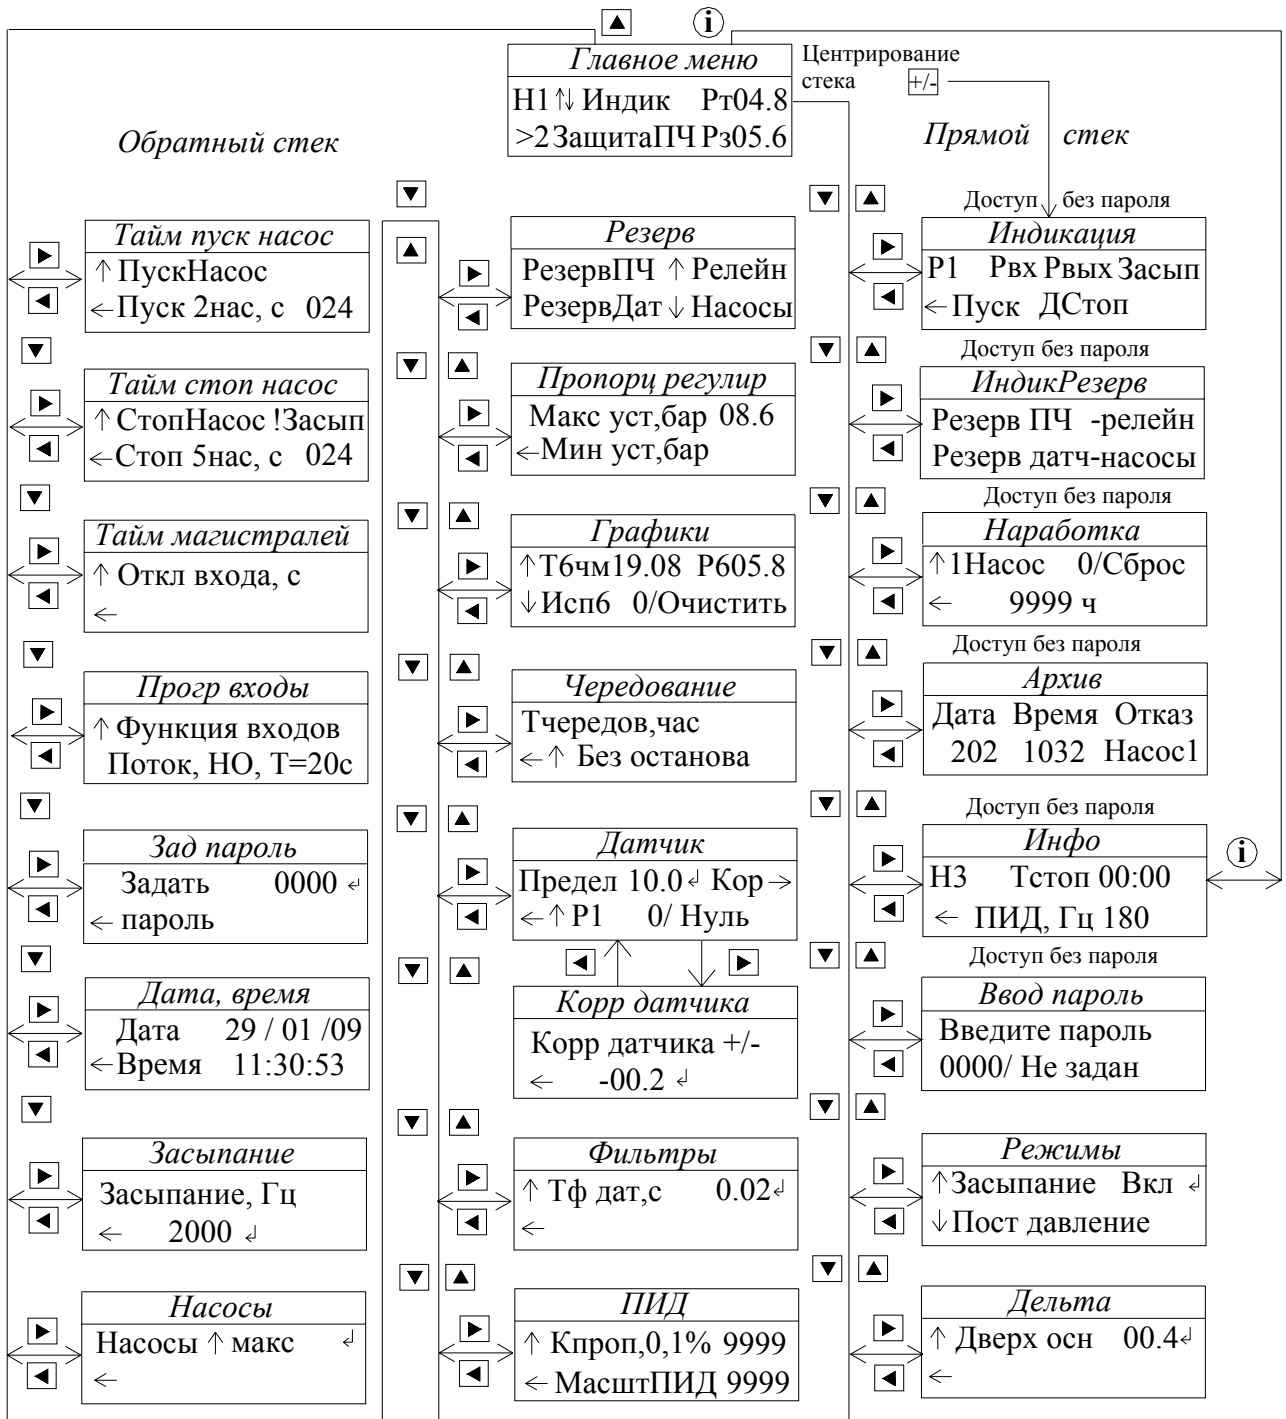 i
Главное меню
Н1↑↓ Индик Рт04.8
>2ЗащитаПЧ Рз05.6
Центрирование
стека +/-
Обратный стек
Прямой стек
Тайм пуск насос
↑ ПускНасос
←Пуск 2нас, с 024
Тайм стоп насос
↑ СтопНасос !Засып
←Стоп 5нас, с 024
Тайм магистралей
↑ Откл входа, с
←
Прогр входы
↑ Функция входов
Поток, НО, Т=20с
Зад пароль
Задать 0000 ↵
← пароль
Дата, время
Дата 29 / 01 /09
←Время 11:30:53
Засыпание
Засыпание, Гц
← 2000 ↵
Насосы
Насосы ↑ макс ↵
←
Резерв
РезервПЧ ↑ Релейн
РезервДат ↓ Насосы
Пропорц регулир
Макс уст,бар 08.6
←Мин уст,бар
Графики
↑Т6чм19.08 Р605.8
↓Исп6 0/Очистить
Чередование
Тчередов,час
←↑ Без останова
Датчик
Предел 10.0↵ Кор→
←↑ Р1 0/ Нуль
Корр датчика
Корр датчика +/-
← -00.2 ↵
Фильтры
↑ Тф дат,с 0.02↵
←
ПИД
↑ Кпроп,0,1% 9999
← МасштПИД 9999
Доступ без пароля
Индикация
Р1 Рвх Рвых Засып
←Пуск ДСтоп
Доступ без пароля
ИндикРезерв
Резерв ПЧ -релейн
Резерв датч-насосы
Доступ без пароля
Наработка
↑1Насос 0/Сброс
← 9999 ч
Доступ без пароля
Архив
Дата Время Отказ
202 1032 Насос1
Доступ без пароля
Инфо
Н3 Тстоп 00:00
← ПИД, Гц 180
i
Доступ без пароля
Ввод пароль
Введите пароль
0000/ Не задан
Режимы
↑Засыпание Вкл ↵
↓Пост давление
Дельта
↑ Дверх осн 00.4↵
←